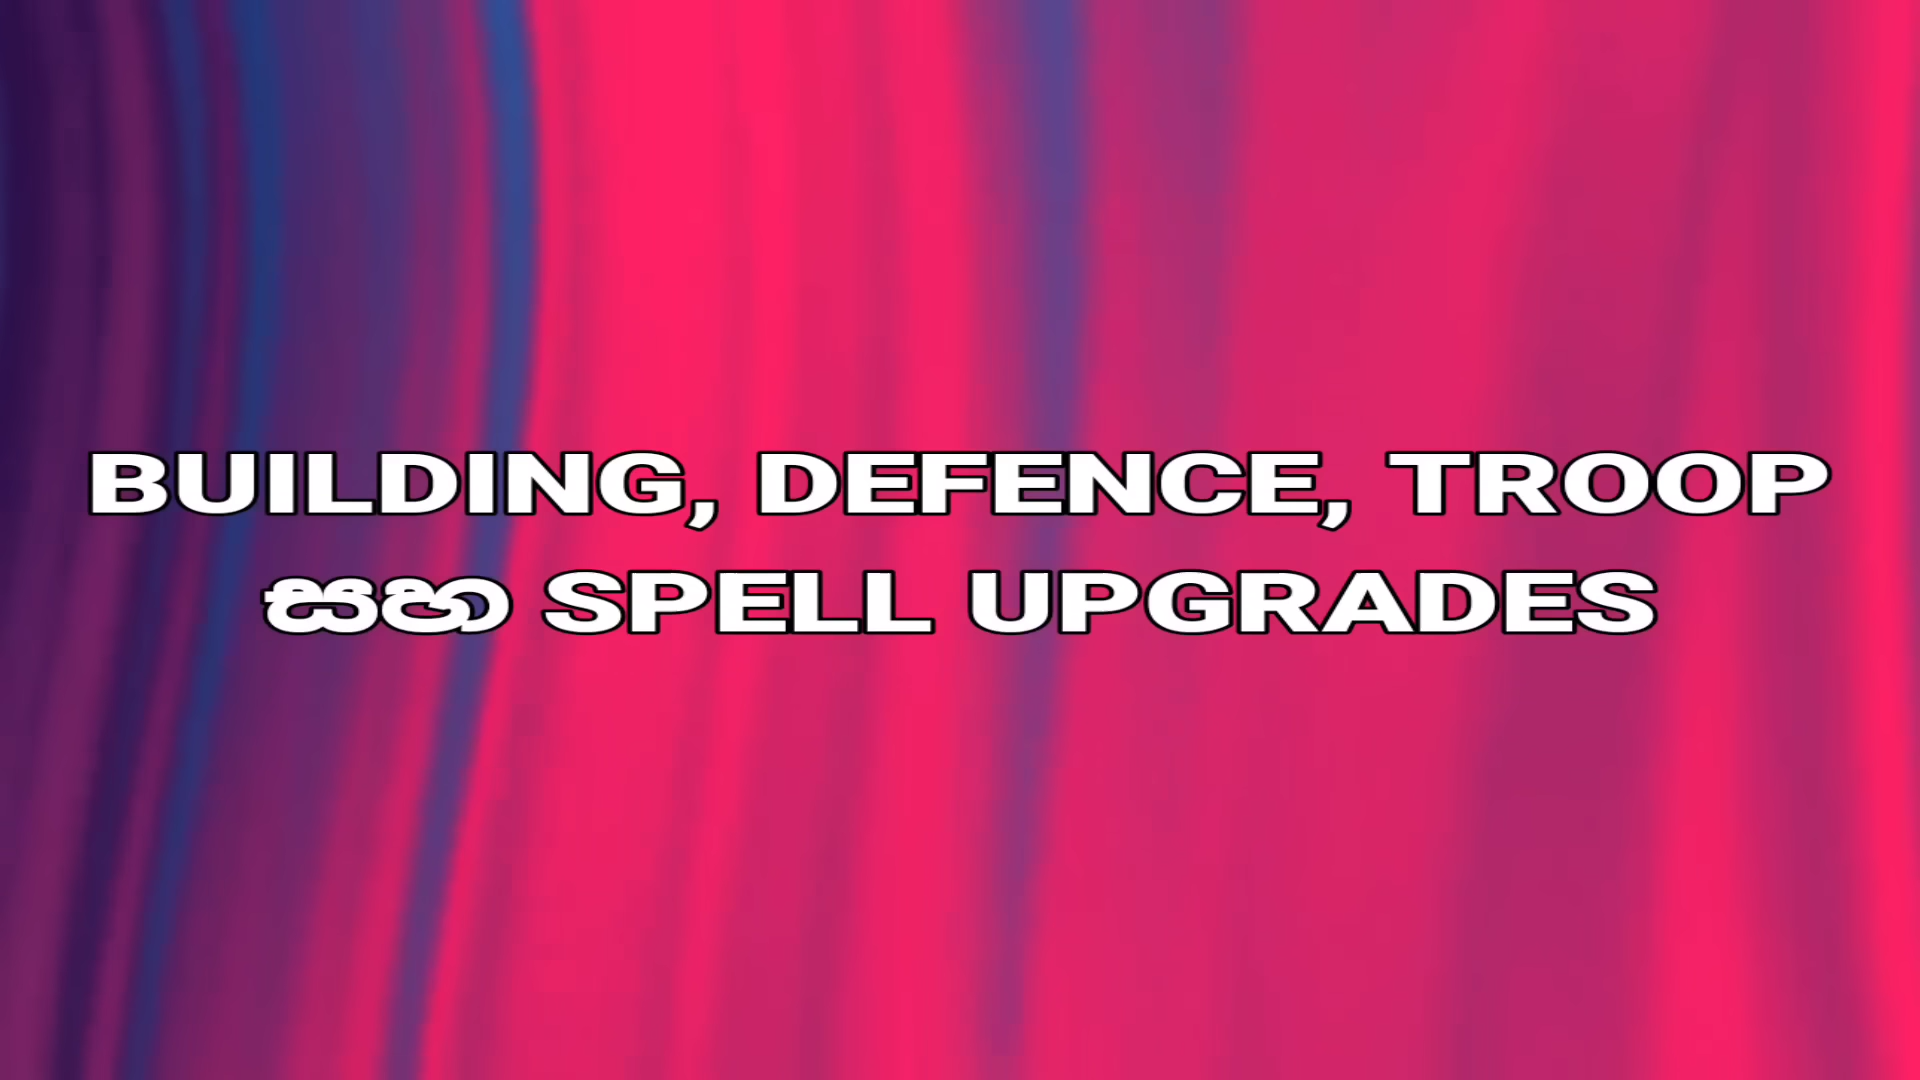 BUILDING, DEFENCE, TROOP
සහ SPELL UPGRADES